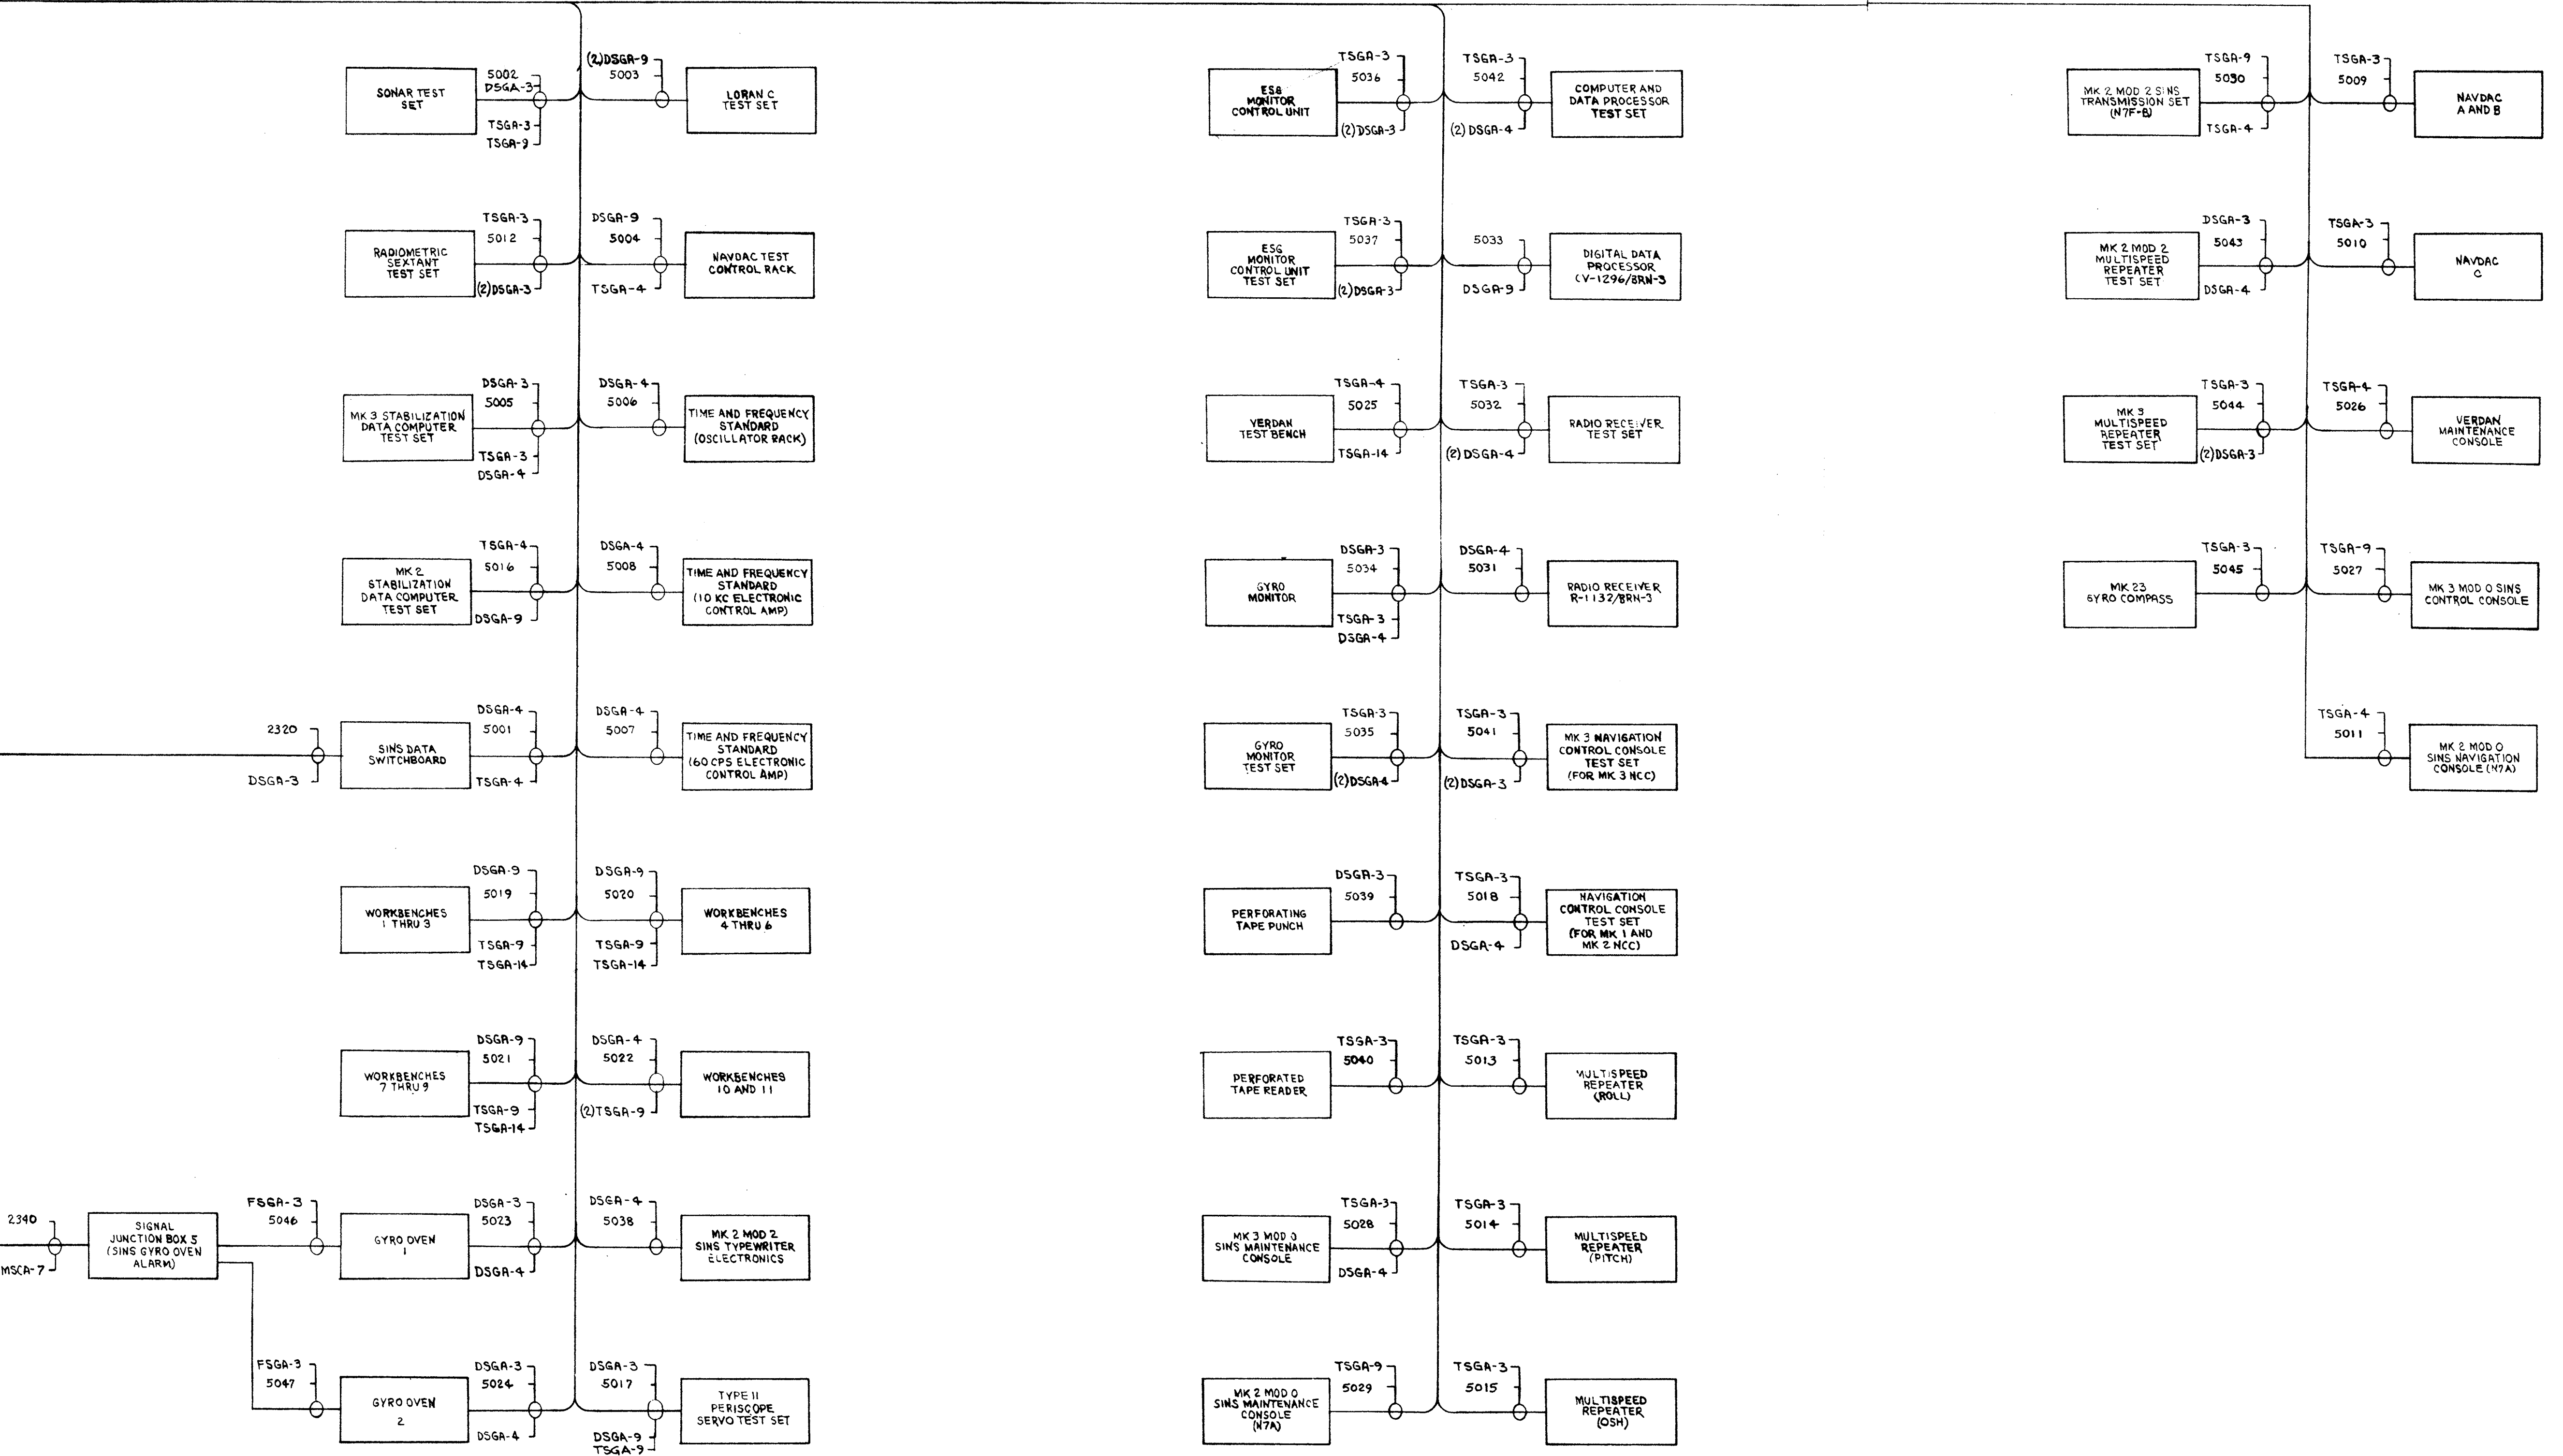 5002
DSGA-3
SONAR TEST
SET
TSGA-3
TSGA-9
(2)DSGA-9
5003
LORAN C
TEST SET
TSGA-3
5012
RADIOMETRIC
SEXTANT
TEST SET
(2)DSGA-3
DSGA-9
5004
NAVDAC TEST
CONTROL RACK
TSGA-4
DSGA-3
5005
MK 3 STABILIZATION
DATA COMPUTER
TEST SET
TSGA-3
DSGA-4
DSGA-4
5006
TIME AND FREQUENCY
STANDARD
(OSCILLATOR RACK)
TSGA-4
5016
MK 2
STABILIZATION
DATA COMPUTER
TEST SET
DSGA-9
DSGA-4
5008
TIME AND FREQUENCY
STANDARD
(10 KC ELECTRONIC
CONTROL AMP)
2320
DSGA-3
SINS DATA
SWITCHBOARD
DSGA-4
5001
TSGA-4
DSGA-4
5007
TIME AND FREQUENCY
STANDARD
(60 CPS ELECTRONIC
CONTROL AMP)
DSGA-9
5019
WORKBENCHES
1 THRU 3
TSGA-9
TSGA-14
DSGA-9
5020
WORKBENCHES
4 THRU 6
TSGA-9
TSGA-14
DSGA-9
5021
WORKBENCHES
7 THRU 9
TSGA-9
TSGA-14
DSGA-4
5022
WORKBENCHES
10 AND 11
(2)TSGA-9
2340
MSCA-7
SIGNAL
JUNCTION BOX 5
(SINS GYRO OVEN
ALARM)
FSGA-3
5046
GYRO OVEN
1
DSGA-3
5023
DSGA-4
DSGA-4
5038
MK 2 MOD 2
SINS TYPEWRITER
ELECTRONICS
FSGA-3
5047
GYRO OVEN
2
DSGA-3
5024
DSGA-4
DSGA-3
5017
TYPE 11
PERISCOPE
SERVO TEST SET
DSGA-9
TSGA-9
TSGA-3
5036
ESG
MONITOR
CONTROL UNIT
(2)DSGA-3
TSGA-3
5042
COMPUTER AND
DATA PROCESSOR
TEST SET
(2) DSGA-4
TSGA-3
5037
ESG
MONITOR
CONTROL UNIT
TEST SET
(2)DSGA-3
5033
DIGITAL DATA
PROCESSOR
CV-1296/BRN-3
DSGA-9
TSGA-4
5025
VERDAN
TEST BENCH
TSGA-14
TSGA-3
5032
RADIO RECEIVER
TEST SET
(2) DSGA-4
DSGA-3
5034
GYRO
MONITOR
TSGA-3
DSGA-4
DSGA-4
5031
RADIO RECEIVER
R-1132/BRN-3
TSGA-3
5035
GYRO
MONITOR
TEST SET
(2)DSGA-4
TSGA-3
5041
MK 3 NAVIGATION
CONTROL CONSOLE
TEST SET
(FOR MK 3 NCC)
(2)DSGA-3
DSGA-3
5039
PERFORATING
TAPE PUNCH
TSGA-3
5018
NAVIGATION
CONTROL CONSOLE
TEST SET
(FOR MK 1 AND
MK 2 NCC)
DSGA-4
TSGA-3
5040
PERFORATED
TAPE READER
TSGA-3
5013
MULTISPEED
REPEATER
(ROLL)
TSGA-3
5028
MK 3 MOD 0
SINS MAINTENANCE
CONSOLE
DSGA-4
TSGA-3
5014
MULTISPEED
REPEATER
(PITCH)
TSGA-9
5029
MK 2 MOD 0
SINS MAINTENANCE
CONSOLE
(N7A)
TSGA-3
5015
MULTISPEED
REPEATER
(OSH)
TSGA-9
5030
MK 2 MOD 2 SINS
TRANSMISSION SET
(N7F-B)
TSGA-4
TSGA-3
5009
NAVDAC
A AND B
DSGA-3
5043
MK 2 MOD 2
MULTISPEED
REPEATER
TEST SET
DSGA-4
TSGA-3
5010
NAVDAC
C
TSGA-3
5044
MK 3
MULTISPEED
REPEATER
TEST SET
(2)DSGA-3
TSGA-4
5026
VERDAN
MAINTENANCE
CONSOLE
TSGA-3
5045
MK 23
GYRO COMPASS
TSGA-9
5027
MK 3 MOD 0 SINS
CONTROL CONSOLE
TSGA-4
5011
MK 2 MOD 0
SINS NAVIGATION
CONSOLE (N7A)